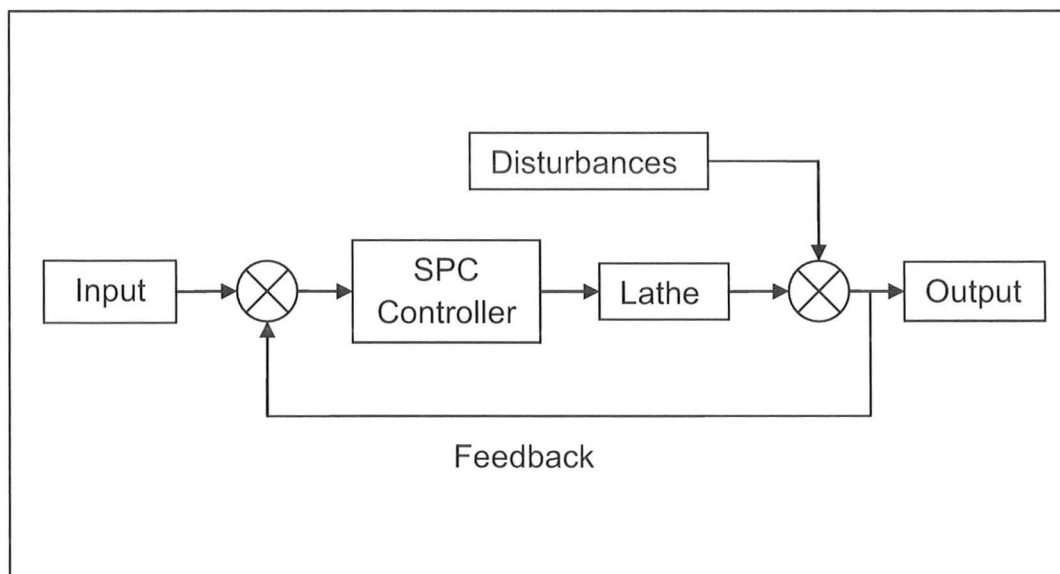 Disturbances
Input
SPC
Controller
Lathe
Output
Feedback